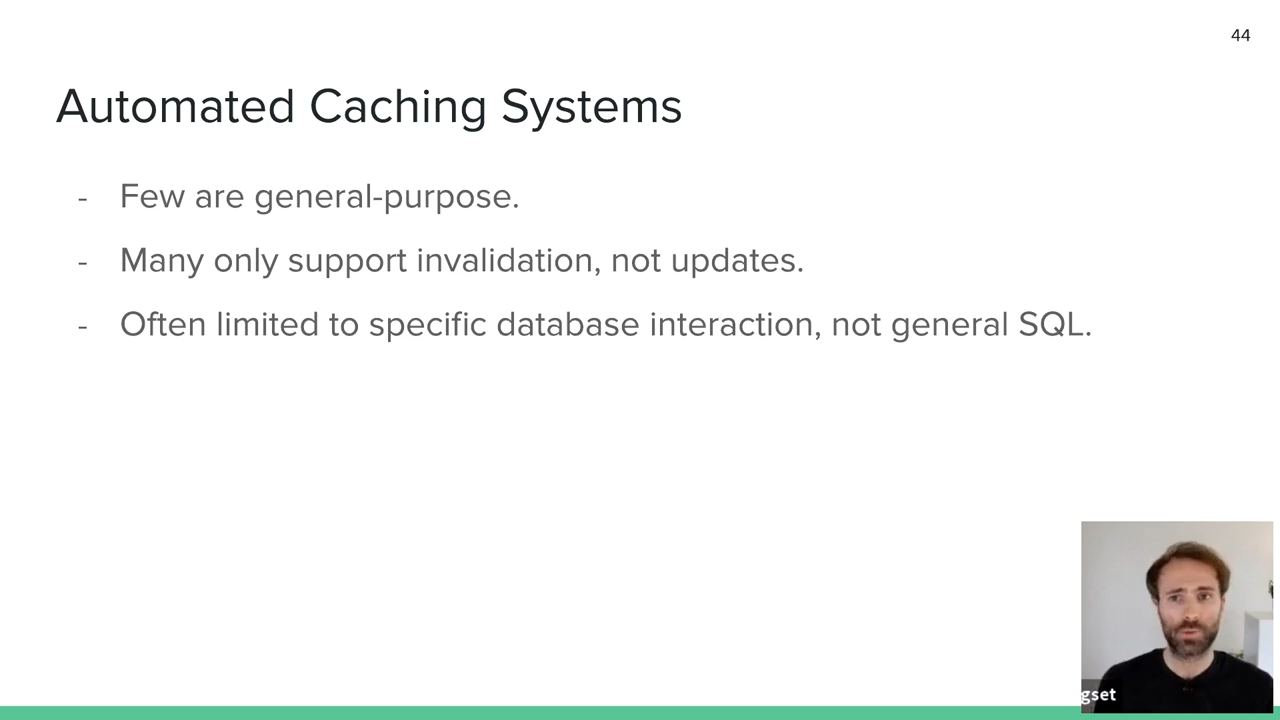 44
Automated Caching Systems
- Few are general-purpose.
- Many only support invalidation, not updates.
- Often limited to specific database interaction, not general SQL.
gset